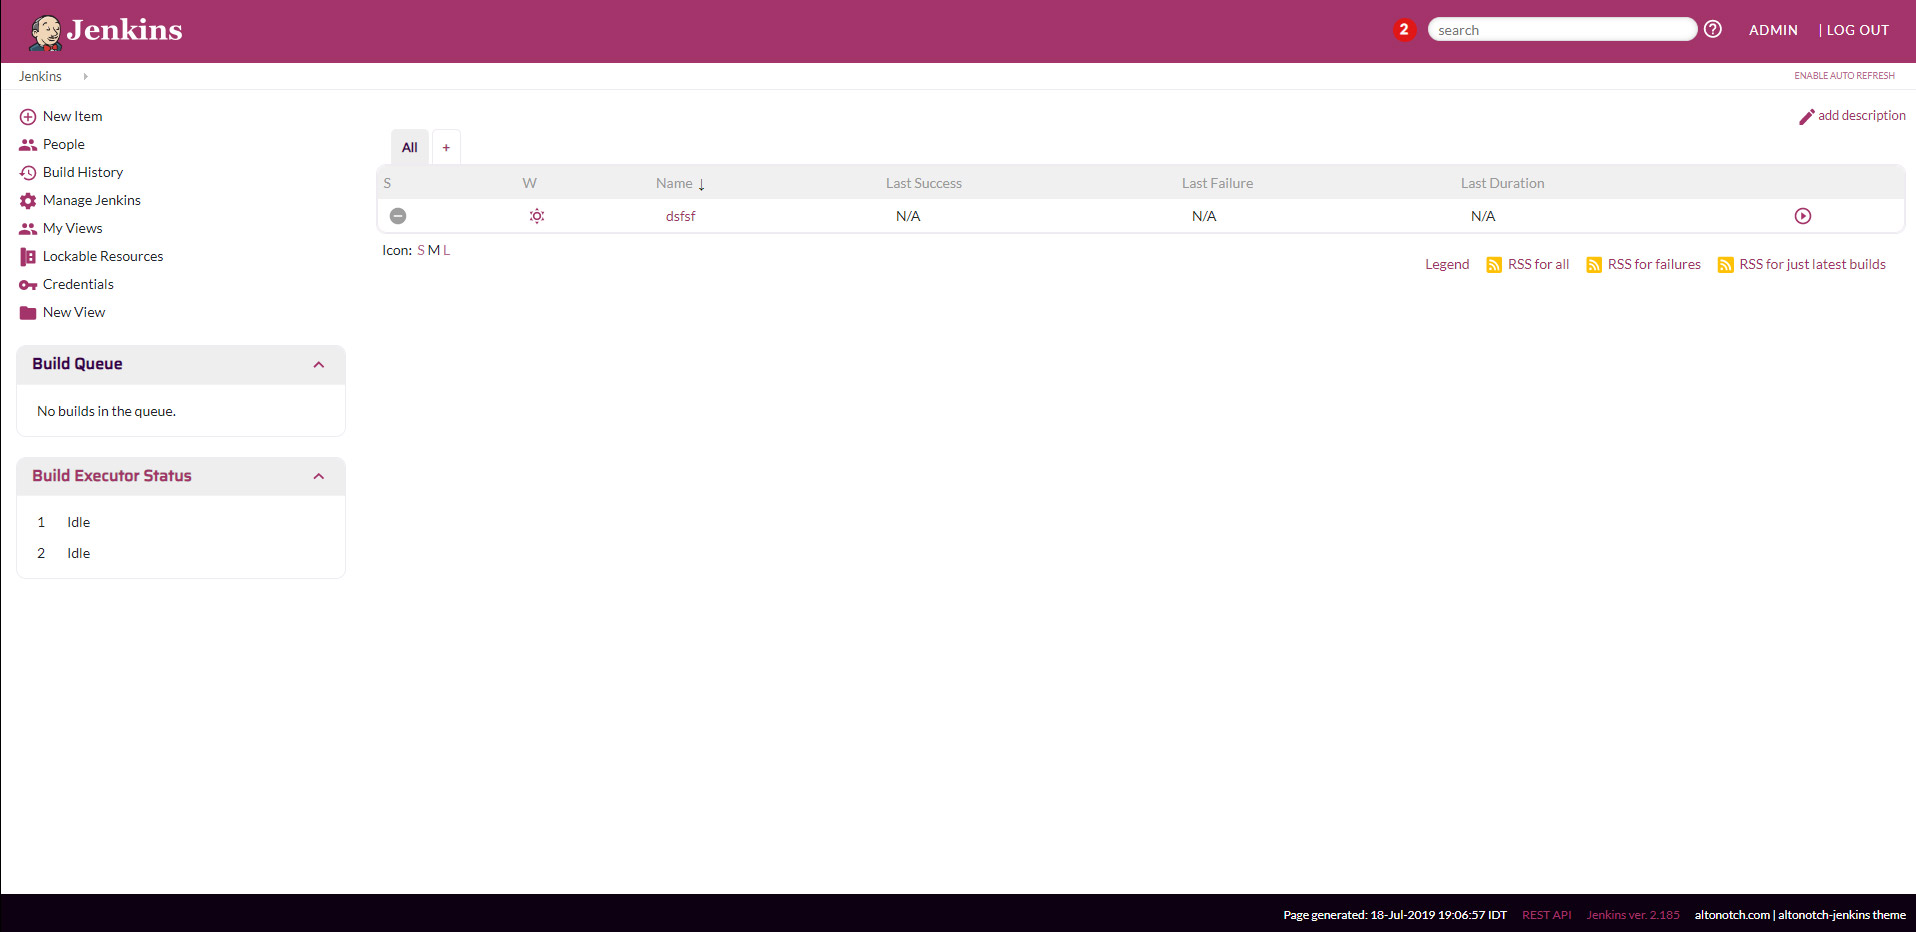 Jenkins
2 search ADMIN | LOG OUT
Jenkins
ENABLE AUTO REFRESH
New Item
People
Build History
Manage Jenkins
My Views
Lockable Resources
Credentials
New View
Build Queue
No builds in the queue.
Build Executor Status
1 Idle
2 Idle
add description
All +
S W Name ↓ Last Success Last Failure Last Duration
dsfsf N/A N/A N/A
Icon: S M L
Legend RSS for all RSS for failures RSS for just latest builds
Page generated: 18-Jul-2019 19:06:57 IDT REST API Jenkins ver. 2.185 altonotch.com | altonotch-jenkins theme